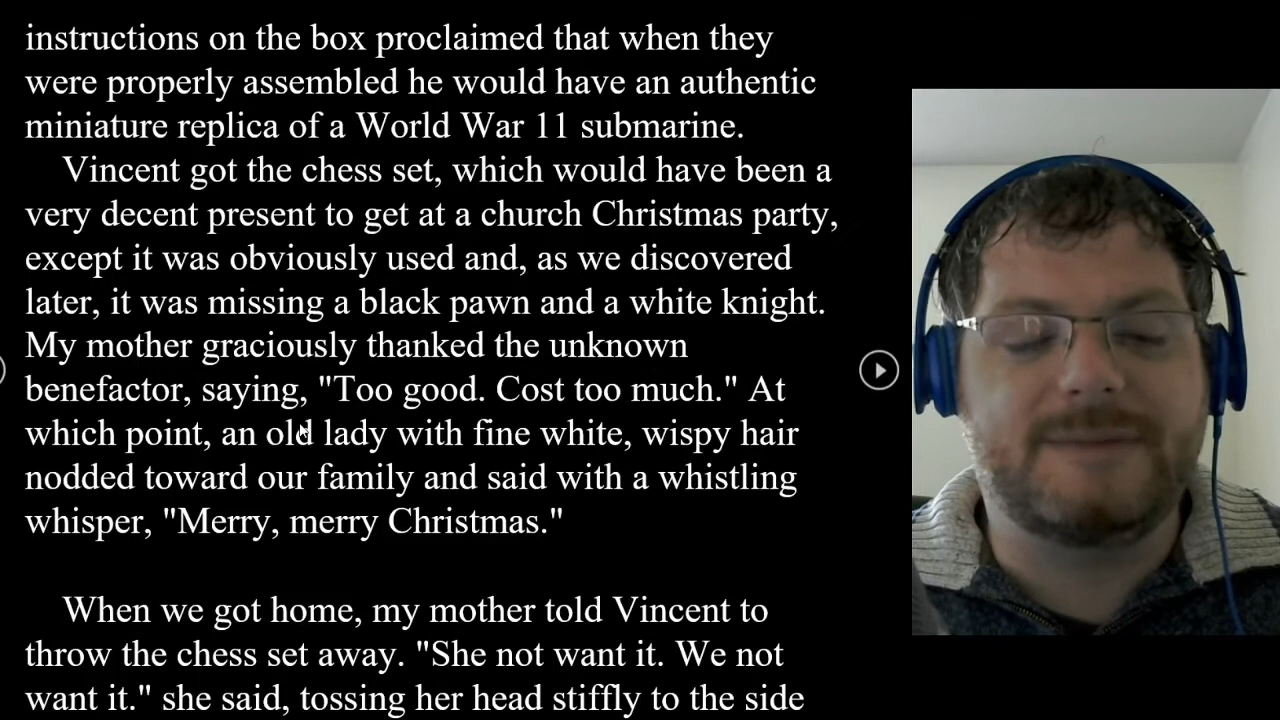 instructions on the box proclaimed that when they
were properly assembled he would have an authentic
miniature replica of a World War 11 submarine.
Vincent got the chess set, which would have been a
very decent present to get at a church Christmas party,
except it was obviously used and, as we discovered
later, it was missing a black pawn and a white knight.
My mother graciously thanked the unknown
benefactor, saying, "Too good. Cost too much." At
which point, an old lady with fine white, wispy hair
nodded toward our family and said with a whistling
whisper, "Merry, merry Christmas."
When we got home, my mother told Vincent to
throw the chess set away. "She not want it. We not
want it." she said, tossing her head stiffly to the side